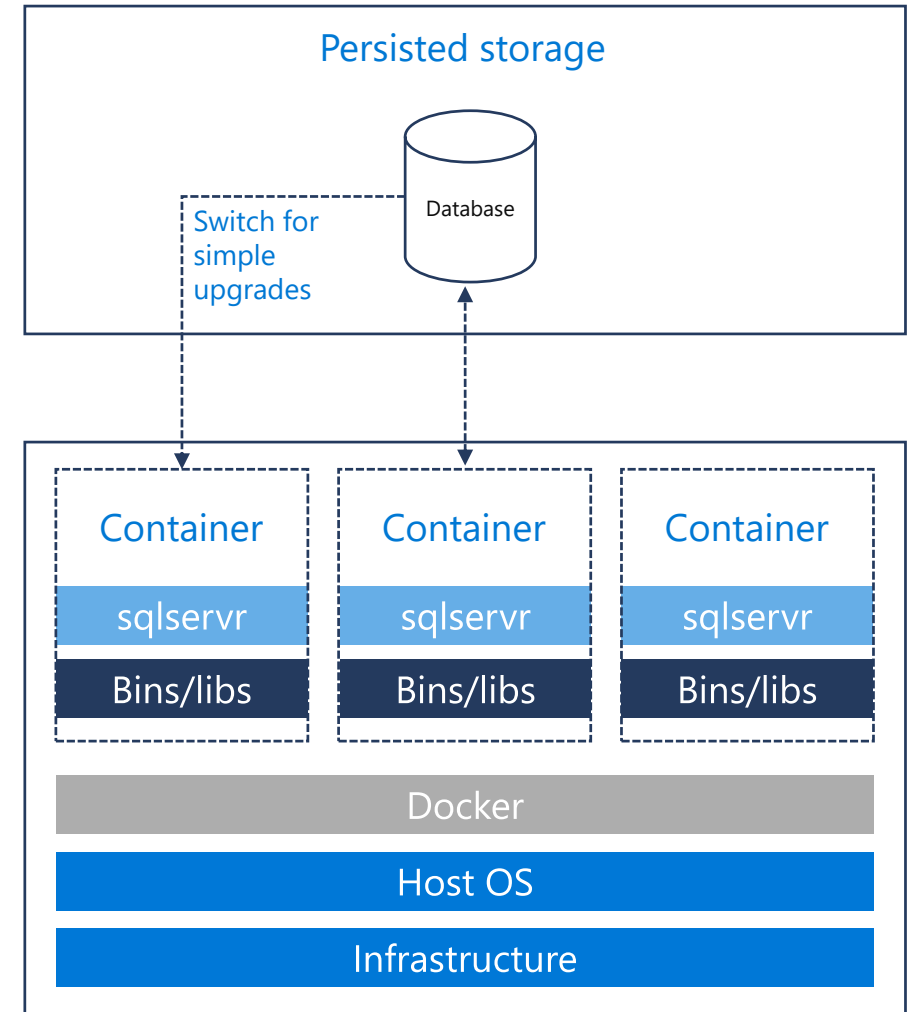 Persisted storage
Database
Switch for
simple
upgrades
Container
Container
Container
sqlservr
sqlservr
sqlservr
Bins/libs
Bins/libs
Bins/libs
Docker
Host OS
Infrastructure